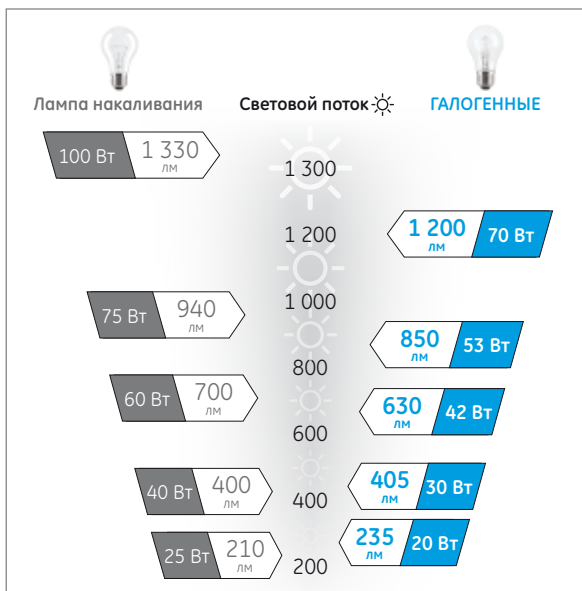 Лампа накаливания Световой поток ГАЛОГЕННЫЕ
100 Вт 1 330 лм
1 300
1 200
1 200 лм 70 Вт
75 Вт 940 лм
1 000
850 лм 53 Вт
800
60 Вт 700 лм
630 лм 42 Вт
600
40 Вт 400 лм
405 лм 30 Вт
400
25 Вт 210 лм
235 лм 20 Вт
200